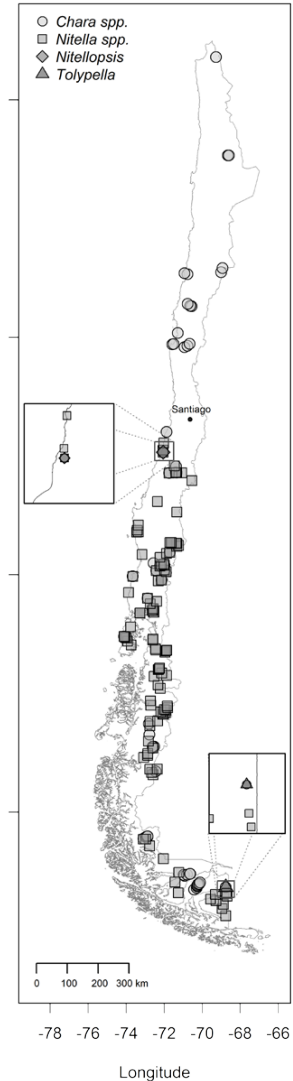 Chara spp.
Nitella spp.
Nitellopsis
Tolypella
Santiago
0 100 200 300 km
-78 -76 -74 -72 -70 -68 -66
Longitude